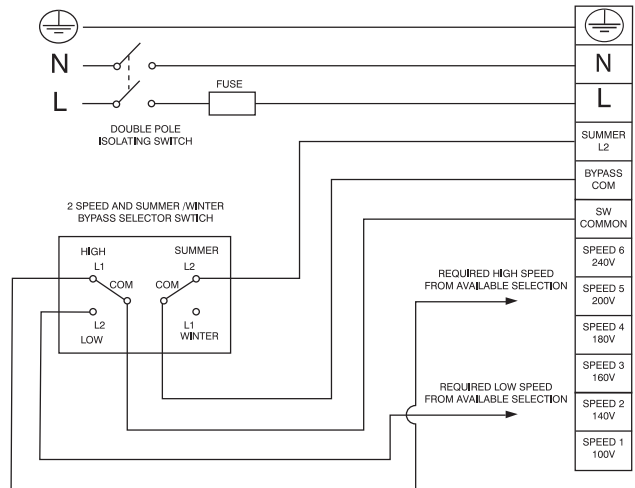 N
L
FUSE
DOUBLE POLE
ISOLATING SWITCH
2 SPEED AND SUMMER /WINTER
BYPASS SELECTOR SWTICH
HIGH
L1
COM
L2
LOW
SUMMER
L2
COM
L1
WINTER
REQUIRED HIGH SPEED
FROM AVAILABLE SELECTION
REQUIRED LOW SPEED
FROM AVAILABLE SELECTION
N
L
SUMMER
L2
BYPASS
COM
SW
COMMON
SPEED 6
240V
SPEED 5
200V
SPEED 4
180V
SPEED 3
160V
SPEED 2
140V
SPEED 1
100V